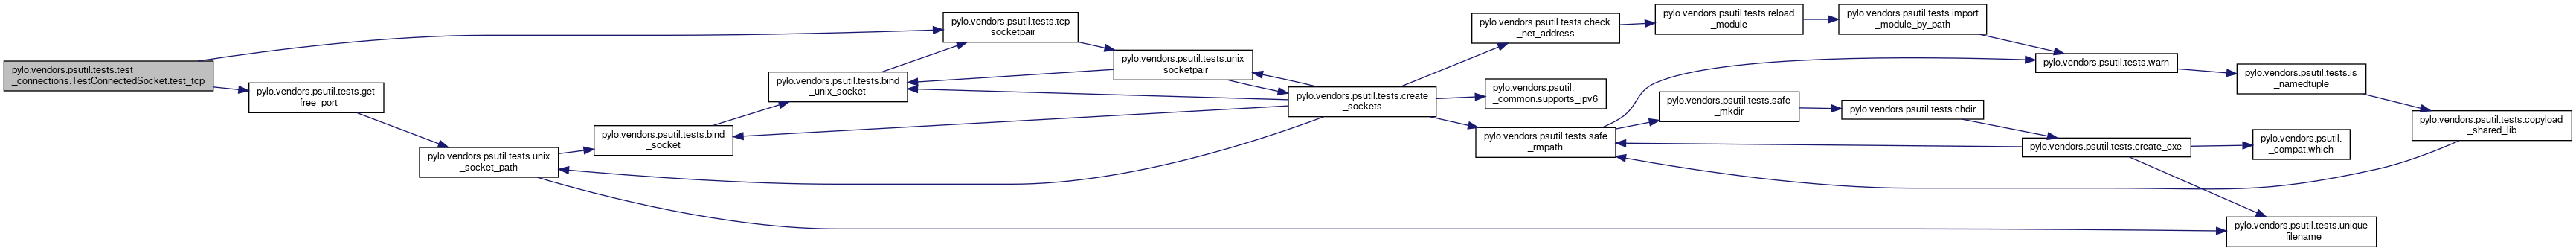 pylo.vendors.psutil.tests.test
_connections.TestConnectedSocket.test_tcp
pylo.vendors.psutil.tests.get
_free_port
pylo.vendors.psutil.tests.unix
_socket_path
pylo.vendors.psutil.tests.bind
_socket
pylo.vendors.psutil.tests.bind
_unix_socket
pylo.vendors.psutil.tests.tcp
_socketpair
pylo.vendors.psutil.tests.unix
_socketpair
pylo.vendors.psutil.tests.create
_sockets
pylo.vendors.psutil.tests.check
_net_address
pylo.vendors.psutil.
_common.supports_ipv6
pylo.vendors.psutil.tests.safe
_rmpath
pylo.vendors.psutil.tests.reload
_module
pylo.vendors.psutil.tests.safe
_mkdir
pylo.vendors.psutil.tests.import
_module_by_path
pylo.vendors.psutil.tests.chdir
pylo.vendors.psutil.tests.warn
pylo.vendors.psutil.tests.create_exe
pylo.vendors.psutil.tests.is
_namedtuple
pylo.vendors.psutil.
_compat.which
pylo.vendors.psutil.tests.unique
_filename
pylo.vendors.psutil.tests.copyload
_shared_lib